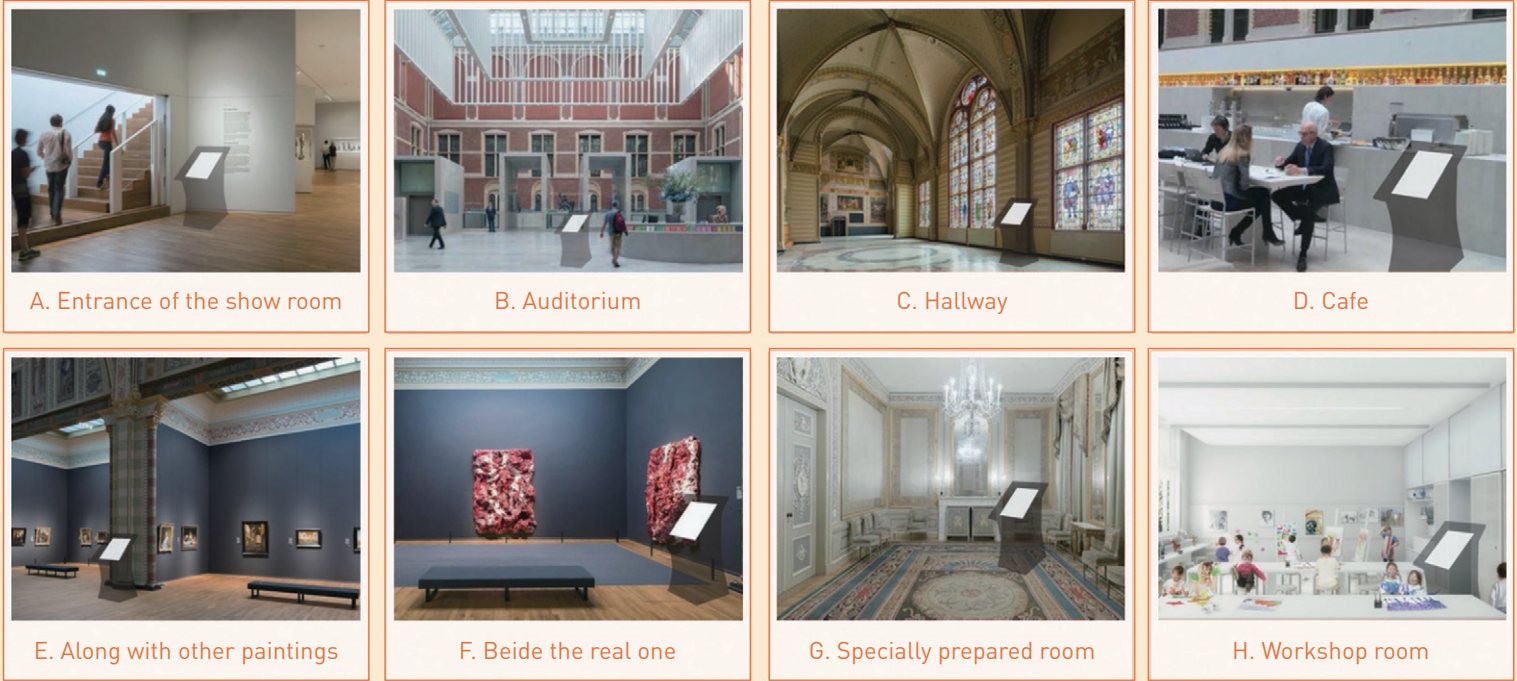 A. Entrance of the show room
B. Auditorium
C. Hallway
D. Cafe
E. Along with other paintings
F. Beside the real one
G. Specially prepared room
H. Workshop room